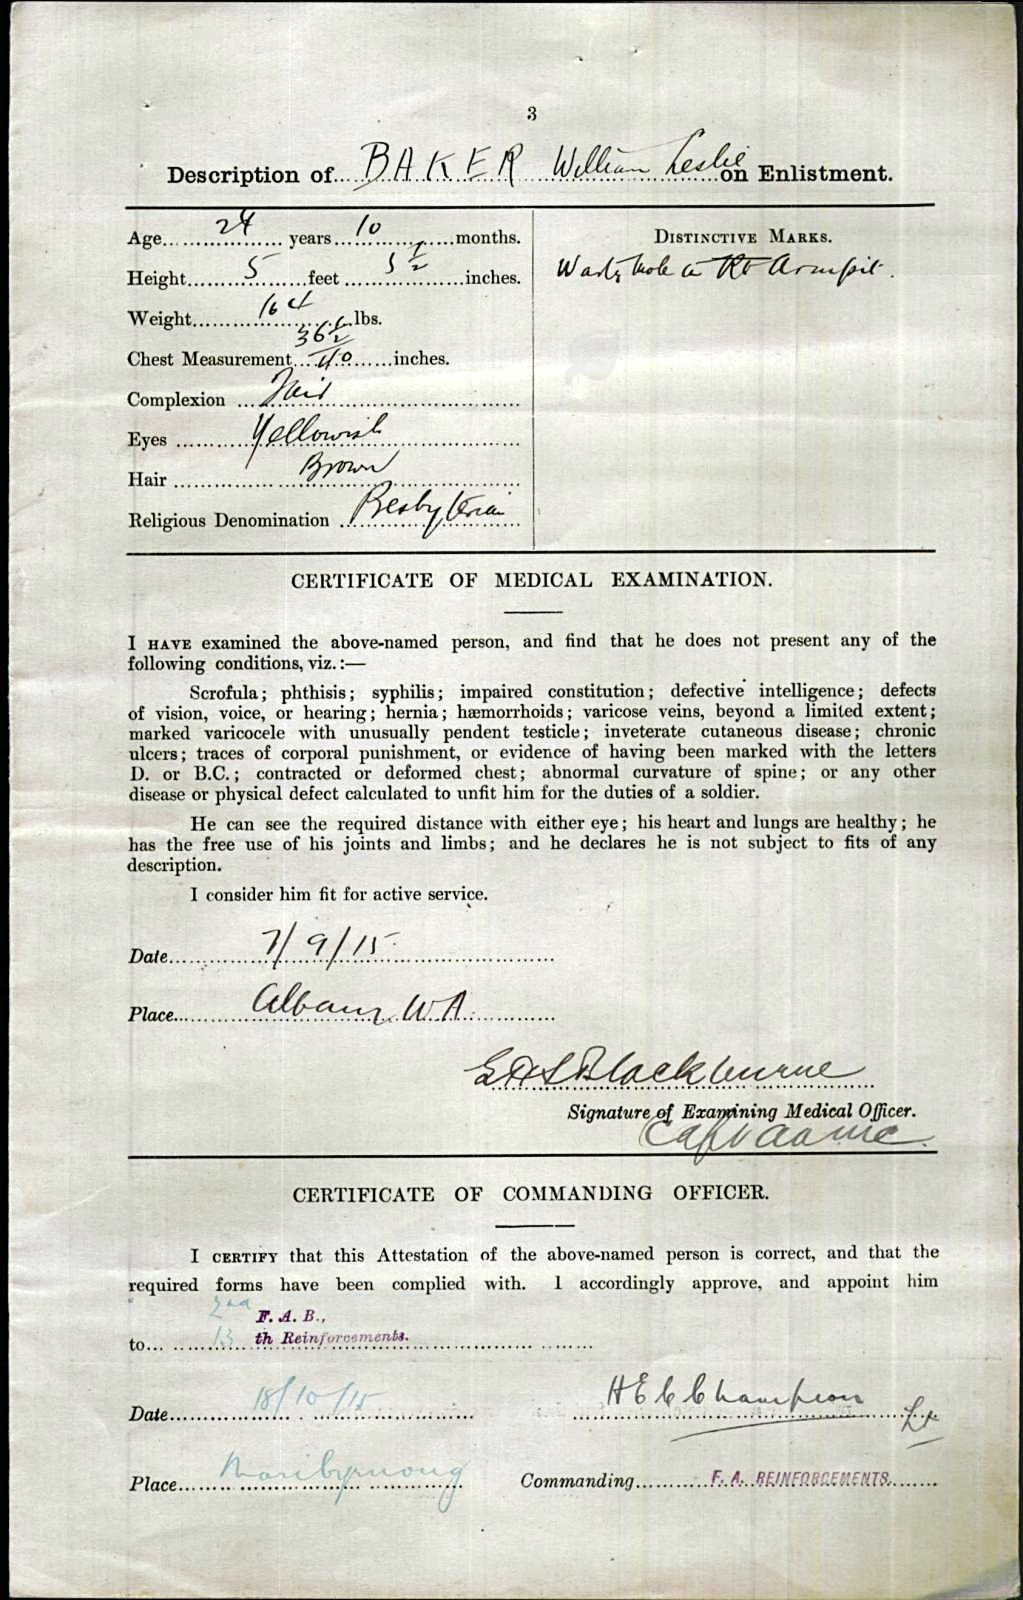 3
Description of BAKER William Leslie on Enlistment.
Age 24 years 10 months.
Height 5 feet 5 1/2 inches.
Weight 164 lbs.
Chest Measurement 36 1/2 / 40 inches.
Complexion Fair
Eyes Yellowish
Hair Brown
Religious Denomination Presbyterian
DISTINCTIVE MARKS.
Warty Mole in Rt Armpit.
CERTIFICATE OF MEDICAL EXAMINATION.
I HAVE examined the above-named person, and find that he does not present any of the
following conditions, viz.:—
Scrofula; phthisis; syphilis; impaired constitution; defective intelligence; defects
of vision, voice, or hearing; hernia; hæmorrhoids; varicose veins, beyond a limited extent;
marked varicocele with unusually pendent testicle; inveterate cutaneous disease; chronic
ulcers; traces of corporal punishment, or evidence of having been marked with the letters
D. or B.C.; contracted or deformed chest; abnormal curvature of spine; or any other
disease or physical defect calculated to unfit him for the duties of a soldier.
He can see the required distance with either eye; his heart and lungs are healthy; he
has the free use of his joints and limbs; and he declares he is not subject to fits of any
description.
I consider him fit for active service.
Date 7/9/15
Place Albany W A
Blackburne
Signature of Examining Medical Officer.
Capt AAMC.
CERTIFICATE OF COMMANDING OFFICER.
I CERTIFY that this Attestation of the above-named person is correct, and that the
required forms have been complied with. I accordingly approve, and appoint him
2nd F. A. B.,
to 13 th Reinforcements.
Date 18/10/15
H E C Champion Lt
Place Maribyrnong
Commanding F. A. REINFORCEMENTS